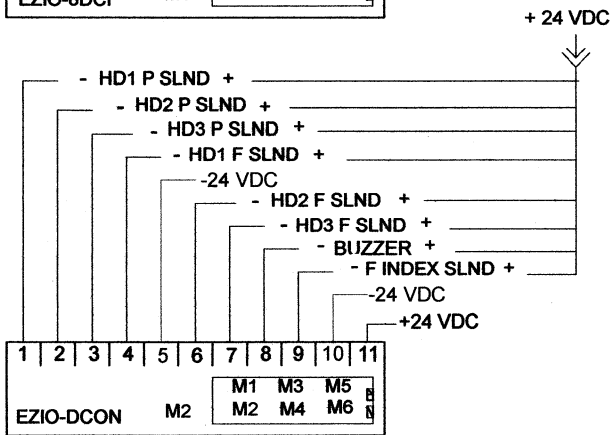 M1
+ 24 VDC
- HD1 P SLND +
- HD2 P SLND +
- HD3 P SLND +
- HD1 F SLND +
-24 VDC
- HD2 F SLND +
- HD3 F SLND +
- BUZZER +
- F INDEX SLND +
-24 VDC
+24 VDC
1 2 3 4 5 6 7 8 9 10 11
M1 M3 M5
EZIO-DCON M2 M2 M4 M6